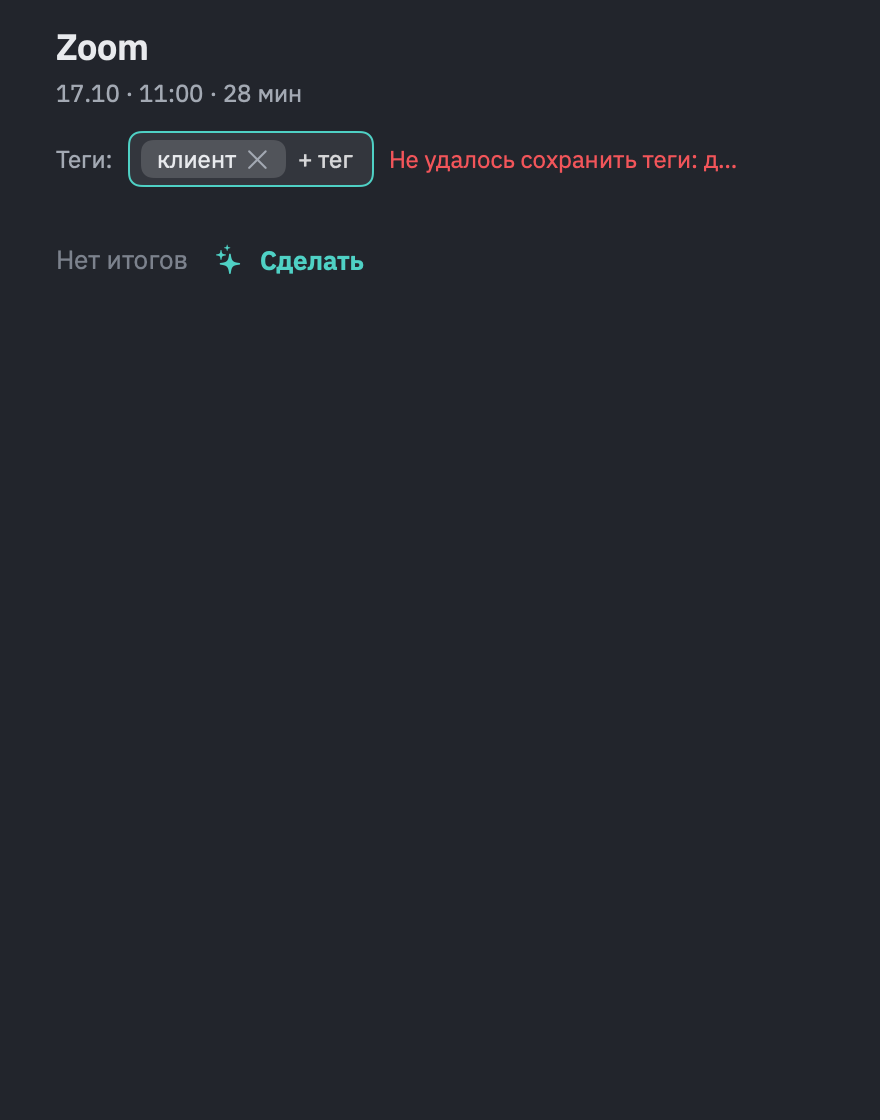 Zoom
17.10 · 11:00 · 28 мин
Теги: клиент + тег Не удалось сохранить теги: д...
Нет итогов Сделать